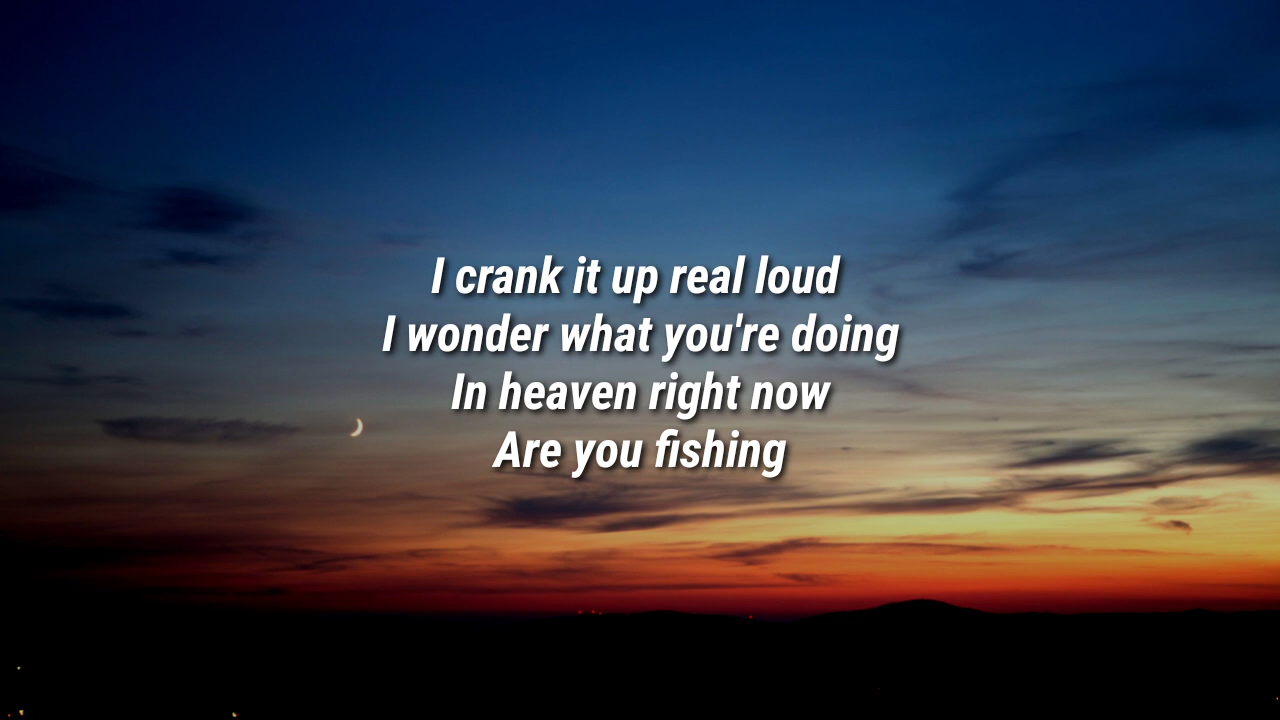 I crank it up real loud
I wonder what you're doing
In heaven right now
Are you fishing